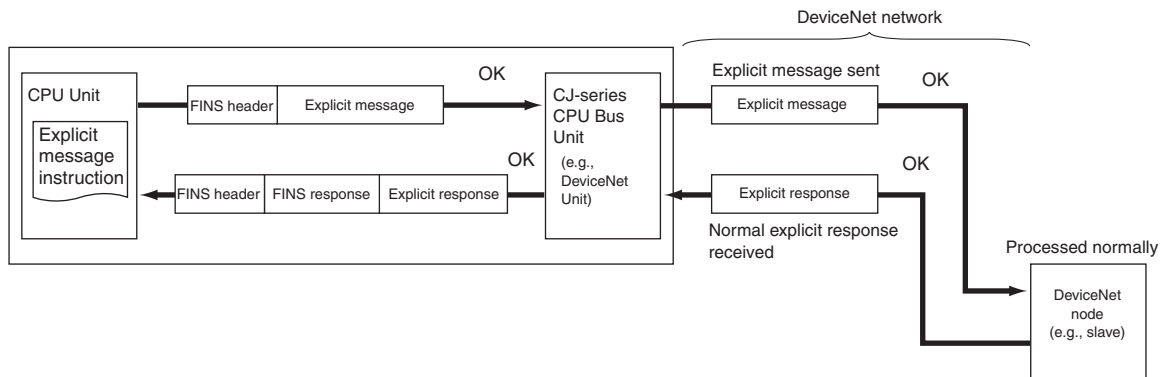 DeviceNet network
CPU Unit
Explicit
message
instruction
FINS header
Explicit message
OK
CJ-series
CPU Bus
Unit
(e.g.,
DeviceNet
Unit)
Explicit message sent
Explicit message
OK
FINS header
FINS response
Explicit response
OK
Explicit response
OK
Normal explicit response
received
Processed normally
DeviceNet
node
(e.g., slave)